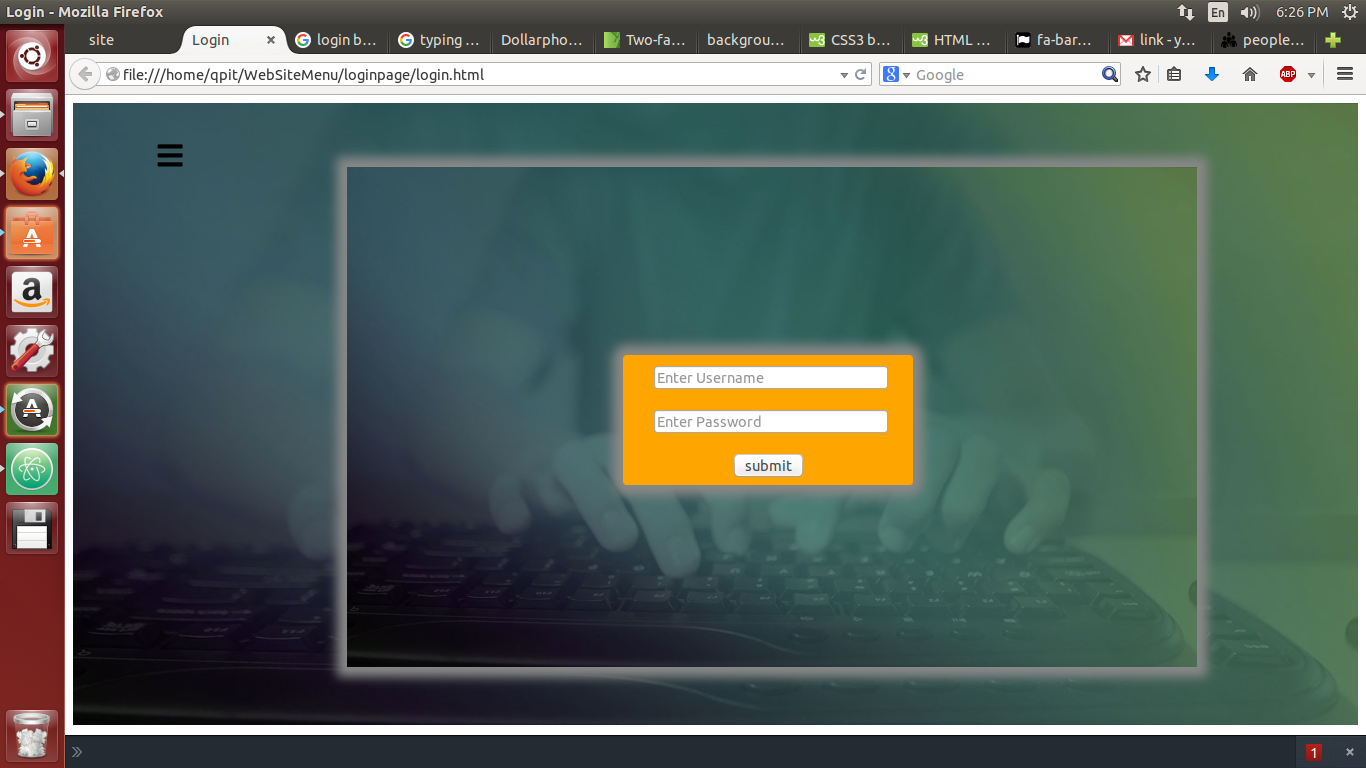 Login - Mozilla Firefox
En
6:26 PM
site
Login
login b...
typing ...
Dollarpho...
Two-fa...
backgrou...
CSS3 b...
HTML ...
fa-bar...
link - y...
people...
file:///home/qpit/WebSiteMenu/loginpage/login.html
Google
ABP
Enter Username
Enter Password
submit
1